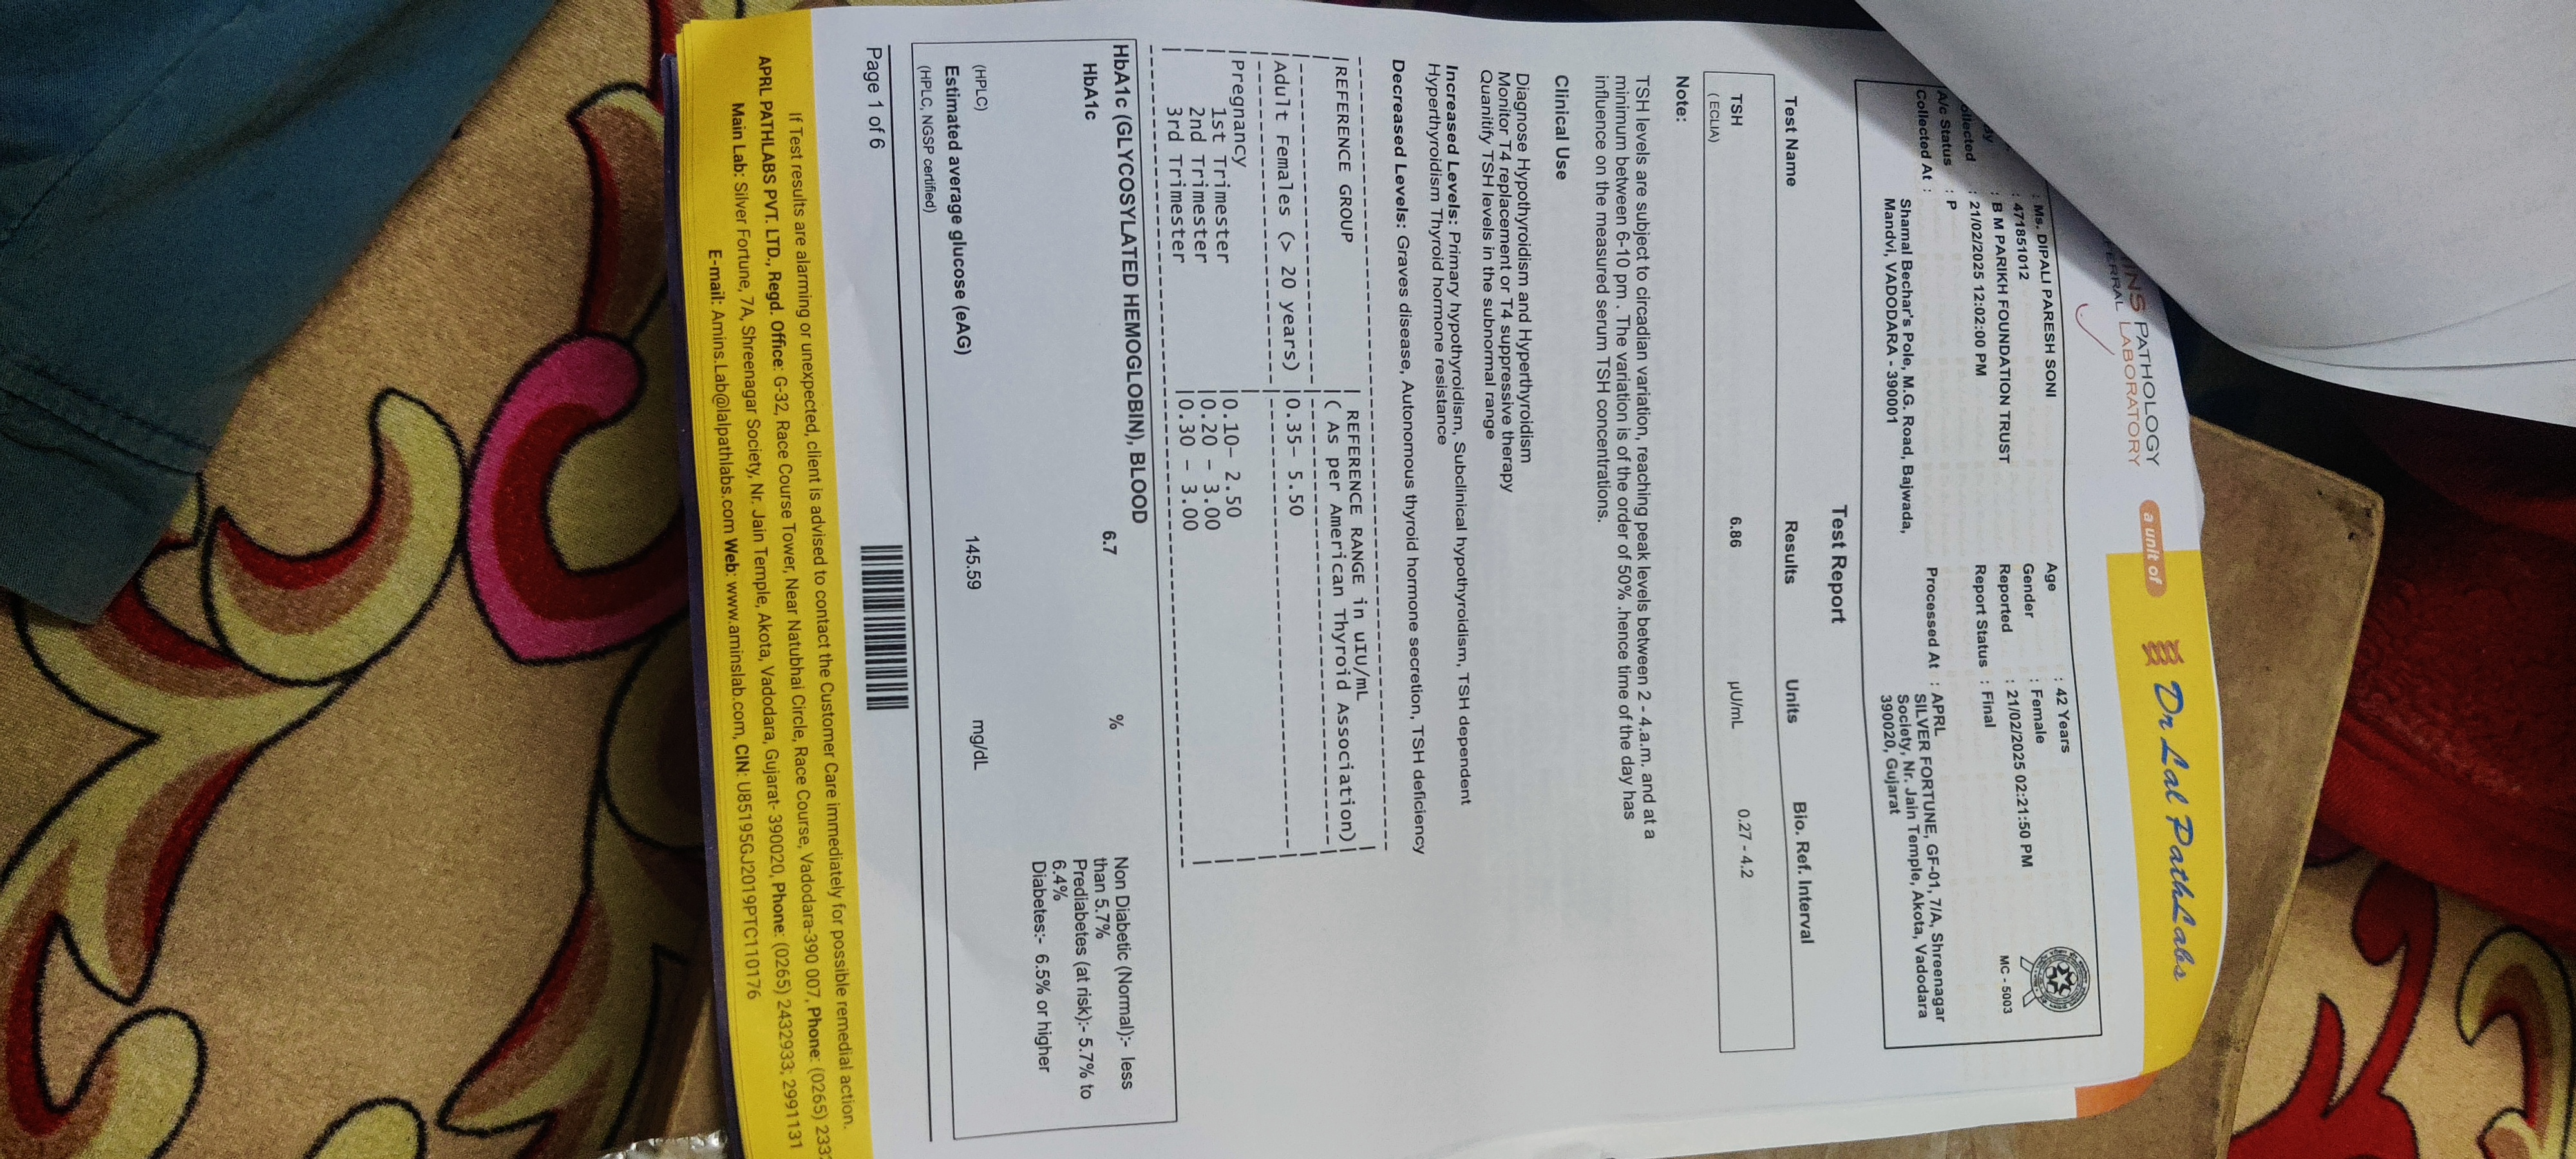 INS PATHOLOGY
ERRAL LABORATORY
a unit of
Dr Lal PathLabs
: Ms. DIPALI PARESH SONI
: 471851012
: B M PARIKH FOUNDATION TRUST
ollected : 21/02/2025 12:02:00 PM
A/c Status : P
Collected At :
Shamal Bechar's Pole, M.G. Road, Bajwada,
Mandvi, VADODARA - 390001
Age : 42 Years
Gender : Female
Reported : 21/02/2025 02:21:50 PM
Report Status : Final
Processed At : APRL
SILVER FORTUNE, GF-01, 7/A, Shreenagar
Society, Nr. Jain Temple, Akota, Vadodara
390020, Gujarat
MC - 5003
Test Report
Test Name Results Units Bio. Ref. Interval
TSH 6.86 µU/mL 0.27 - 4.2
(ECLIA)
Note:
TSH levels are subject to circadian variation, reaching peak levels between 2 - 4.a.m. and at a
minimum between 6-10 pm . The variation is of the order of 50% .hence time of the day has
influence on the measured serum TSH concentrations.
Clinical Use
Diagnose Hypothyroidism and Hyperthyroidism
Monitor T4 replacement or T4 suppressive therapy
Quanitify TSH levels in the subnormal range
Increased Levels: Primary hypothyroidism, Subclinical hypothyroidism, TSH dependent
Hyperthyroidism Thyroid hormone resistance
Decreased Levels: Graves disease, Autonomous thyroid hormone secretion, TSH deficiency
|REFERENCE GROUP | REFERENCE RANGE in uIU/mL |
| | ( As per American Thyroid Association)|
|Adult Females (> 20 years) |0.35- 5.50 |
|Pregnancy
| 1st Trimester |0.10- 2.50 |
| 2nd Trimester |0.20 - 3.00 |
| 3rd Trimester |0.30 - 3.00 |
HbA1c (GLYCOSYLATED HEMOGLOBIN), BLOOD
HbA1c 6.7 % Non Diabetic (Normal):- less
than 5.7%
Prediabetes (at risk):- 5.7% to
6.4%
Diabetes:- 6.5% or higher
(HPLC)
Estimated average glucose (eAG) 145.59 mg/dL
(HPLC, NGSP certified)
Page 1 of 6
If Test results are alarming or unexpected, client is advised to contact the Customer Care immediately for possible remedial action.
APRL PATHLABS PVT. LTD., Regd. Office: G-32, Race Course Tower, Near Natubhai Circle, Race Course, Vadodara-390 007, Phone: (0265) 233
Main Lab: Silver Fortune, 7A, Shreenagar Society, Nr. Jain Temple, Akota, Vadodara, Gujarat- 390020, Phone: (0265) 2432933; 2991131
E-mail: Amins.Lab@lalpathlabs.com Web: www.aminslab.com, CIN: U85195GJ2019PTC110176